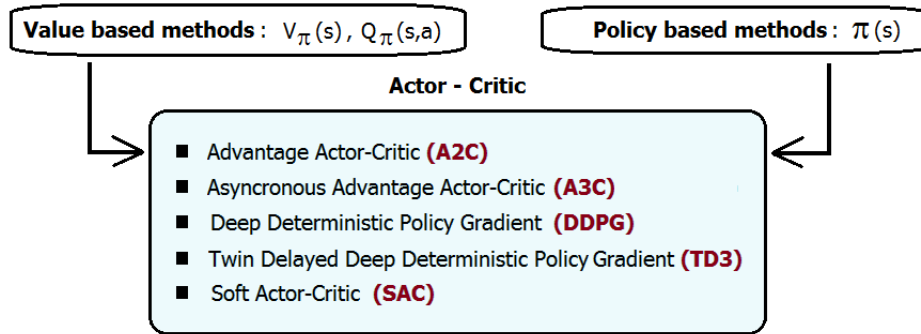 Value based methods : Vπ(s) , Qπ(s,a)
Policy based methods : π(s)
Actor - Critic
■ Advantage Actor-Critic (A2C)
■ Asyncronous Advantage Actor-Critic (A3C)
■ Deep Deterministic Policy Gradient (DDPG)
■ Twin Delayed Deep Deterministic Policy Gradient (TD3)
■ Soft Actor-Critic (SAC)